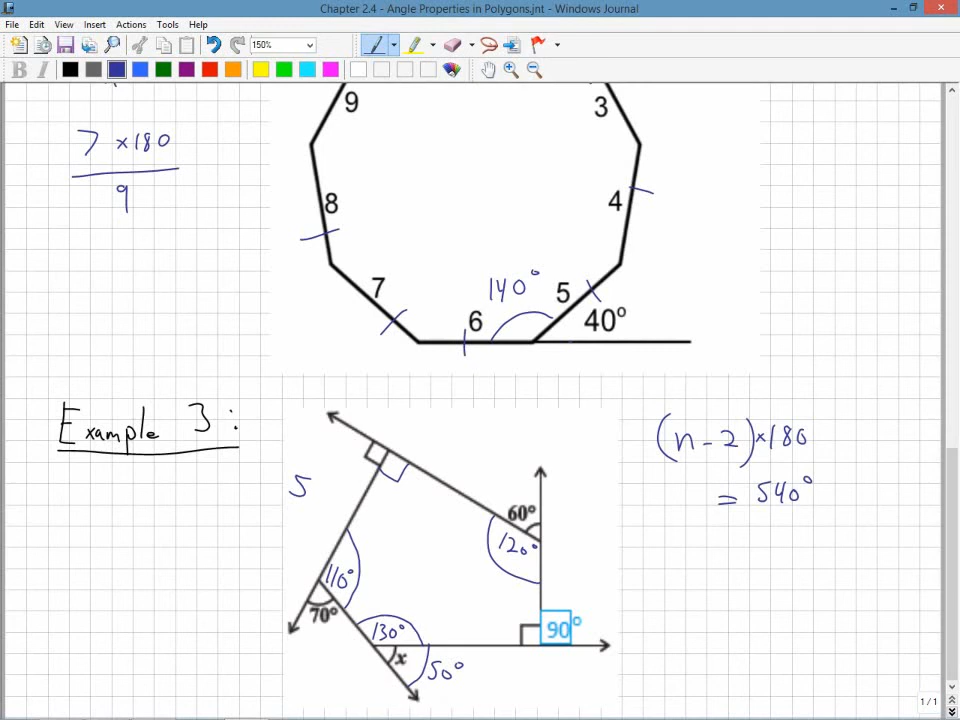 Chapter 2.4 - Angle Properties in Polygons.jnt - Windows Journal
File Edit View Insert Actions Tools Help
150%
B I
9
3
7 × 180
9
8
4
7
140°
5
6
40°
Example 3:
(n - 2) × 180
= 540°
5
60°
120°
110°
70°
130°
90°
x
50°
1 / 1